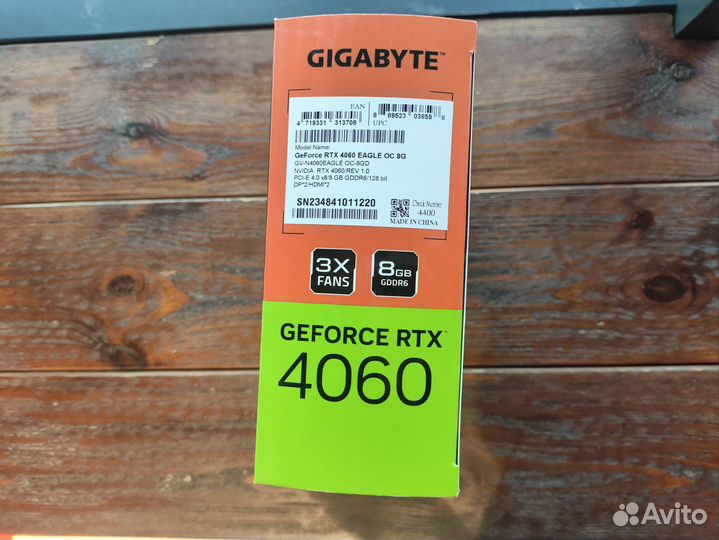 GIGABYTE™
EAN
4 719331 313708
8 89523 03859 8
UPC
Model Name:
GeForce RTX 4060 EAGLE OC 8G
GV-N4060EAGLE OC-8GD
NVIDIA RTX 4060/REV 1.0
PCI-E 4.0 x8/8 GB GDDR6/128 bit
DP*2/HDMI*2
SN234841011220
Check Number
4400
MADE IN CHINA
3X
FANS
8GB
GDDR6
GEFORCE RTX™
4060
Avito